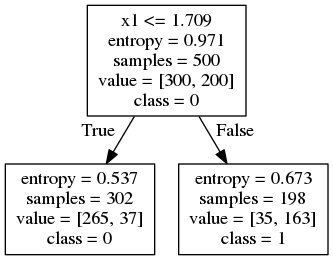 x1 <= 1.709
entropy = 0.971
samples = 500
value = [300, 200]
class = 0
True
False
entropy = 0.537
samples = 302
value = [265, 37]
class = 0
entropy = 0.673
samples = 198
value = [35, 163]
class = 1